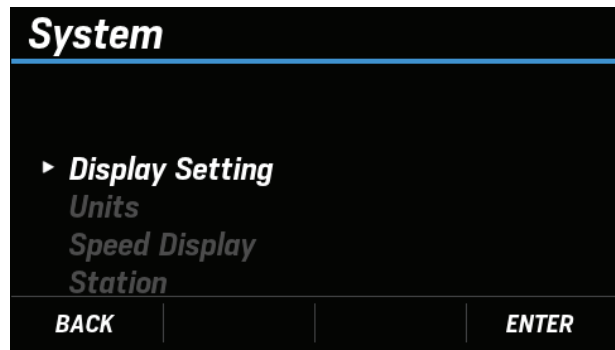 System
Display Setting
Units
Speed Display
Station
BACK ENTER